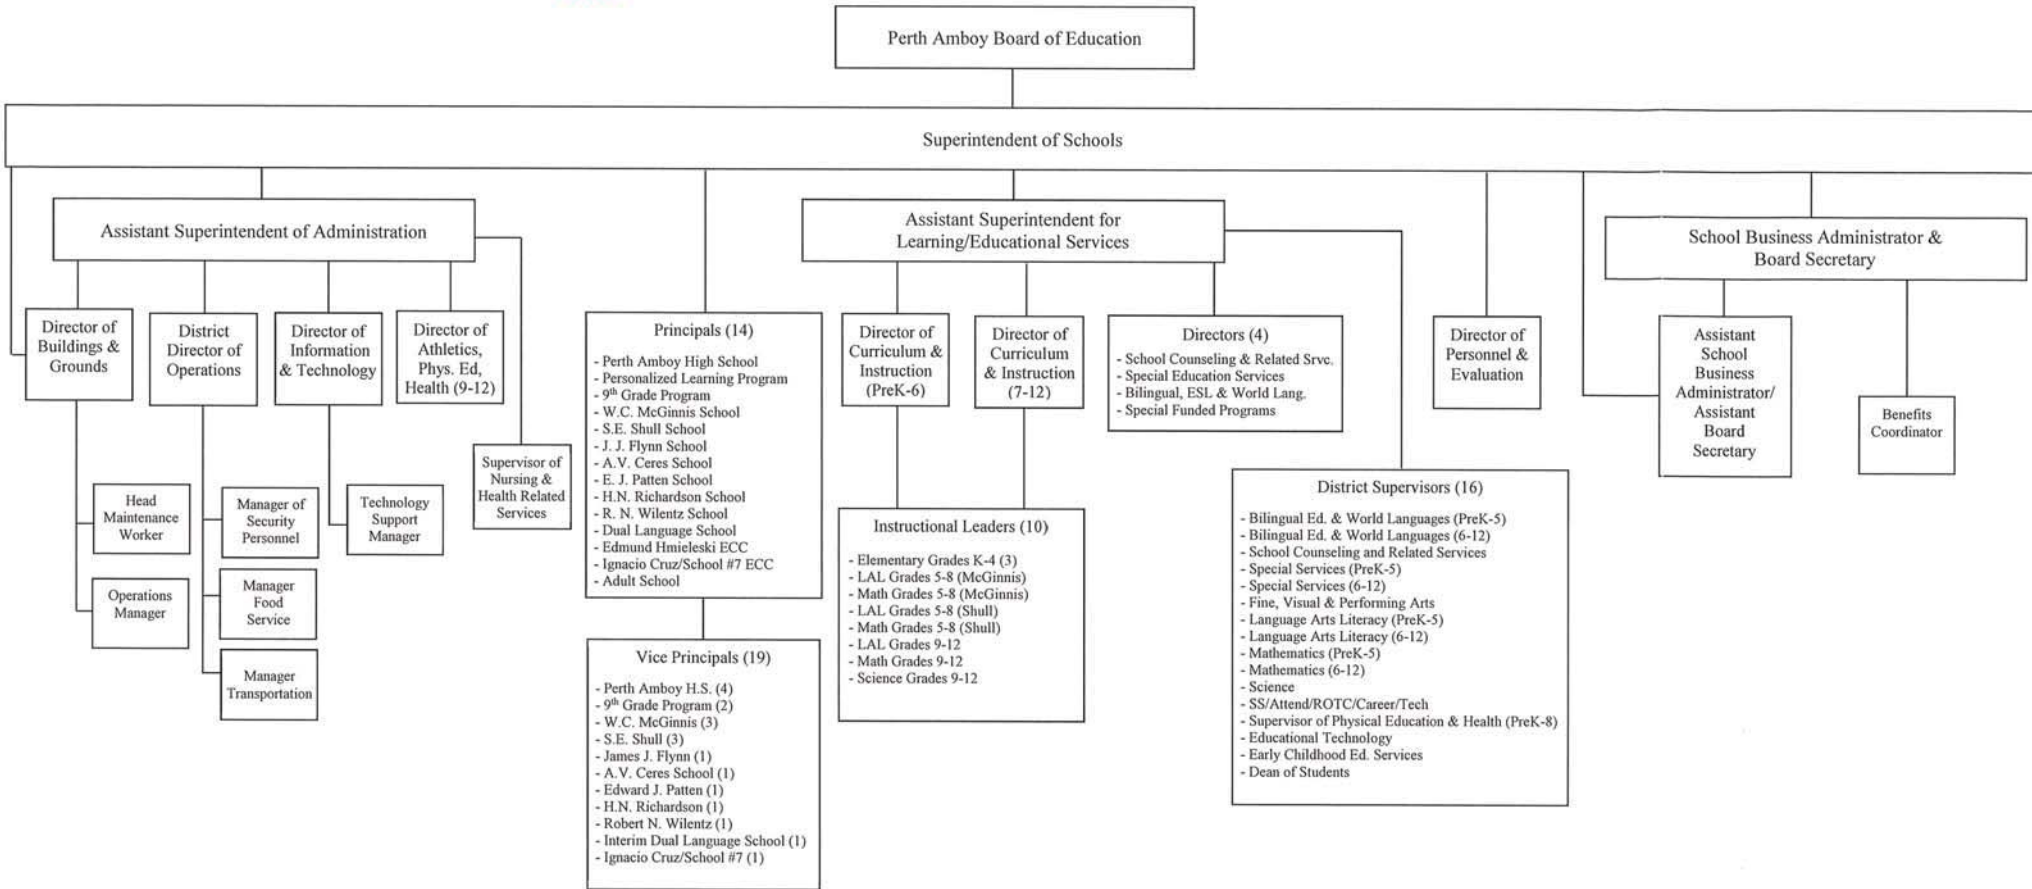 Perth Amboy Board of Education
Superintendent of Schools
Assistant Superintendent of Administration
Director of
Buildings &
Grounds
District
Director of
Operations
Director of
Information
& Technology
Director of
Athletics,
Phys. Ed,
Health (9-12)
Supervisor of
Nursing &
Health Related
Services
Head
Maintenance
Worker
Operations
Manager
Manager of
Security
Personnel
Manager
Food
Service
Manager
Transportation
Technology
Support
Manager
Principals (14)
- Perth Amboy High School
- Personalized Learning Program
- 9th Grade Program
- W.C. McGinnis School
- S.E. Shull School
- J. J. Flynn School
- A.V. Ceres School
- E. J. Patten School
- H.N. Richardson School
- R. N. Wilentz School
- Dual Language School
- Edmund Hmieleski ECC
- Ignacio Cruz/School #7 ECC
- Adult School
Vice Principals (19)
- Perth Amboy H.S. (4)
- 9th Grade Program (2)
- W.C. McGinnis (3)
- S.E. Shull (3)
- James J. Flynn (1)
- A.V. Ceres School (1)
- Edward J. Patten (1)
- H.N. Richardson (1)
- Robert N. Wilentz (1)
- Interim Dual Language School (1)
- Ignacio Cruz/School #7 (1)
Assistant Superintendent for
Learning/Educational Services
Director of
Curriculum &
Instruction
(PreK-6)
Director of
Curriculum
& Instruction
(7-12)
Directors (4)
- School Counseling & Related Srvc.
- Special Education Services
- Bilingual, ESL & World Lang.
- Special Funded Programs
Instructional Leaders (10)
- Elementary Grades K-4 (3)
- LAL Grades 5-8 (McGinnis)
- Math Grades 5-8 (McGinnis)
- LAL Grades 5-8 (Shull)
- Math Grades 5-8 (Shull)
- LAL Grades 9-12
- Math Grades 9-12
- Science Grades 9-12
District Supervisors (16)
- Bilingual Ed. & World Languages (PreK-5)
- Bilingual Ed. & World Languages (6-12)
- School Counseling and Related Services
- Special Services (PreK-5)
- Special Services (6-12)
- Fine, Visual & Performing Arts
- Language Arts Literacy (PreK-5)
- Language Arts Literacy (6-12)
- Mathematics (PreK-5)
- Mathematics (6-12)
- Science
- SS/Attend/ROTC/Career/Tech
- Supervisor of Physical Education & Health (PreK-8)
- Educational Technology
- Early Childhood Ed. Services
- Dean of Students
Director of
Personnel &
Evaluation
School Business Administrator &
Board Secretary
Assistant
School
Business
Administrator/
Assistant
Board
Secretary
Benefits
Coordinator